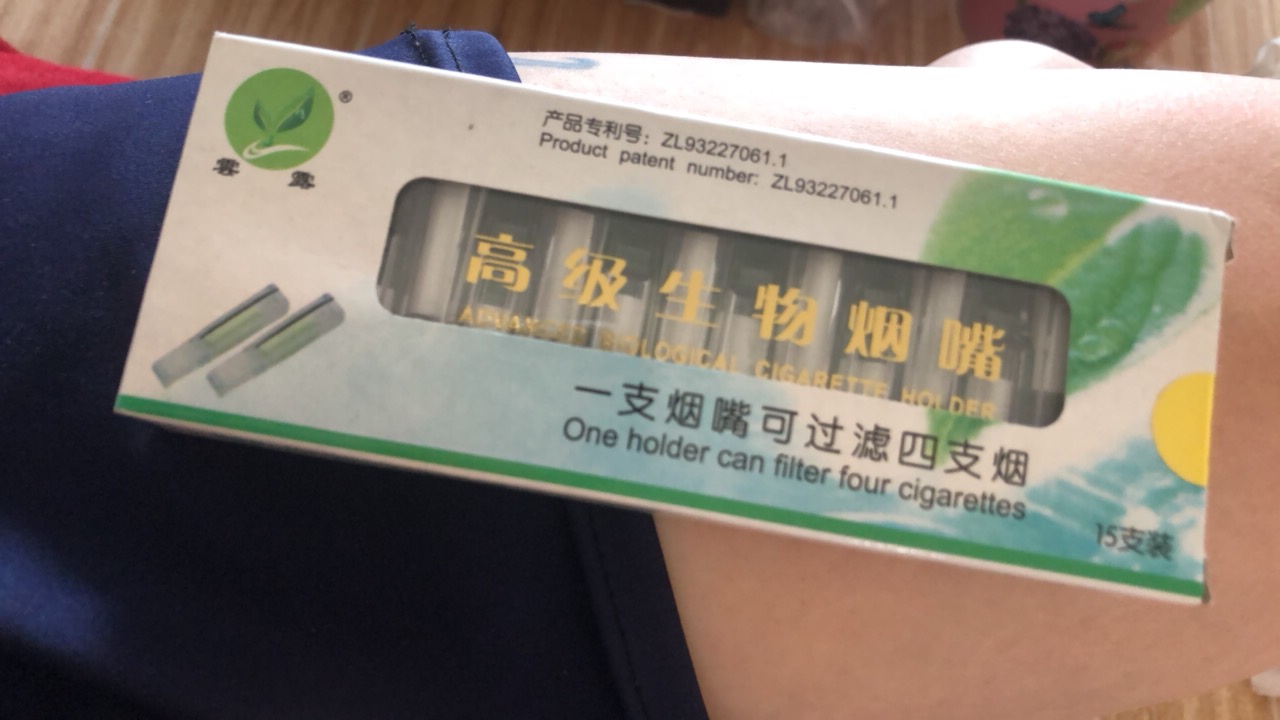 产品专利号：ZL93227061.1
Product patent number: ZL93227061.1
高级生物烟嘴
ADVANCED BIOLOGICAL CIGARETTE HOLDER
一支烟嘴可过滤四支烟
One holder can filter four cigarettes
15支装